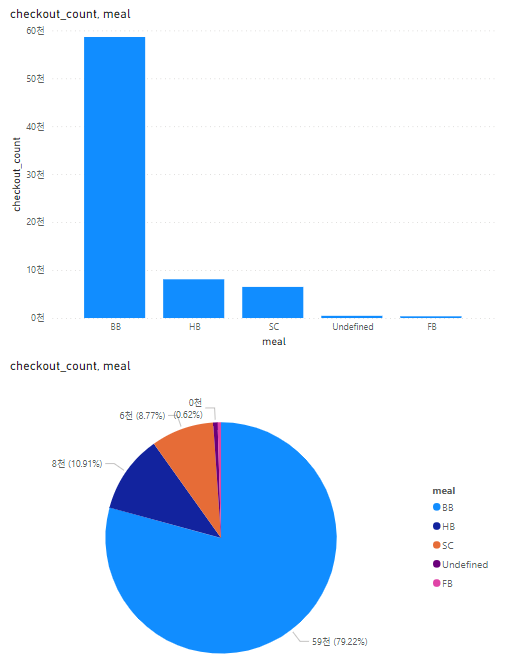 checkout_count, meal
60천
50천
40천
30천
20천
10천
0천
checkout_count
BB
HB
SC
Undefined
FB
meal
checkout_count, meal
0천
(0.62%)
6천 (8.77%)
8천 (10.91%)
59천 (79.22%)
meal
BB
HB
SC
Undefined
FB